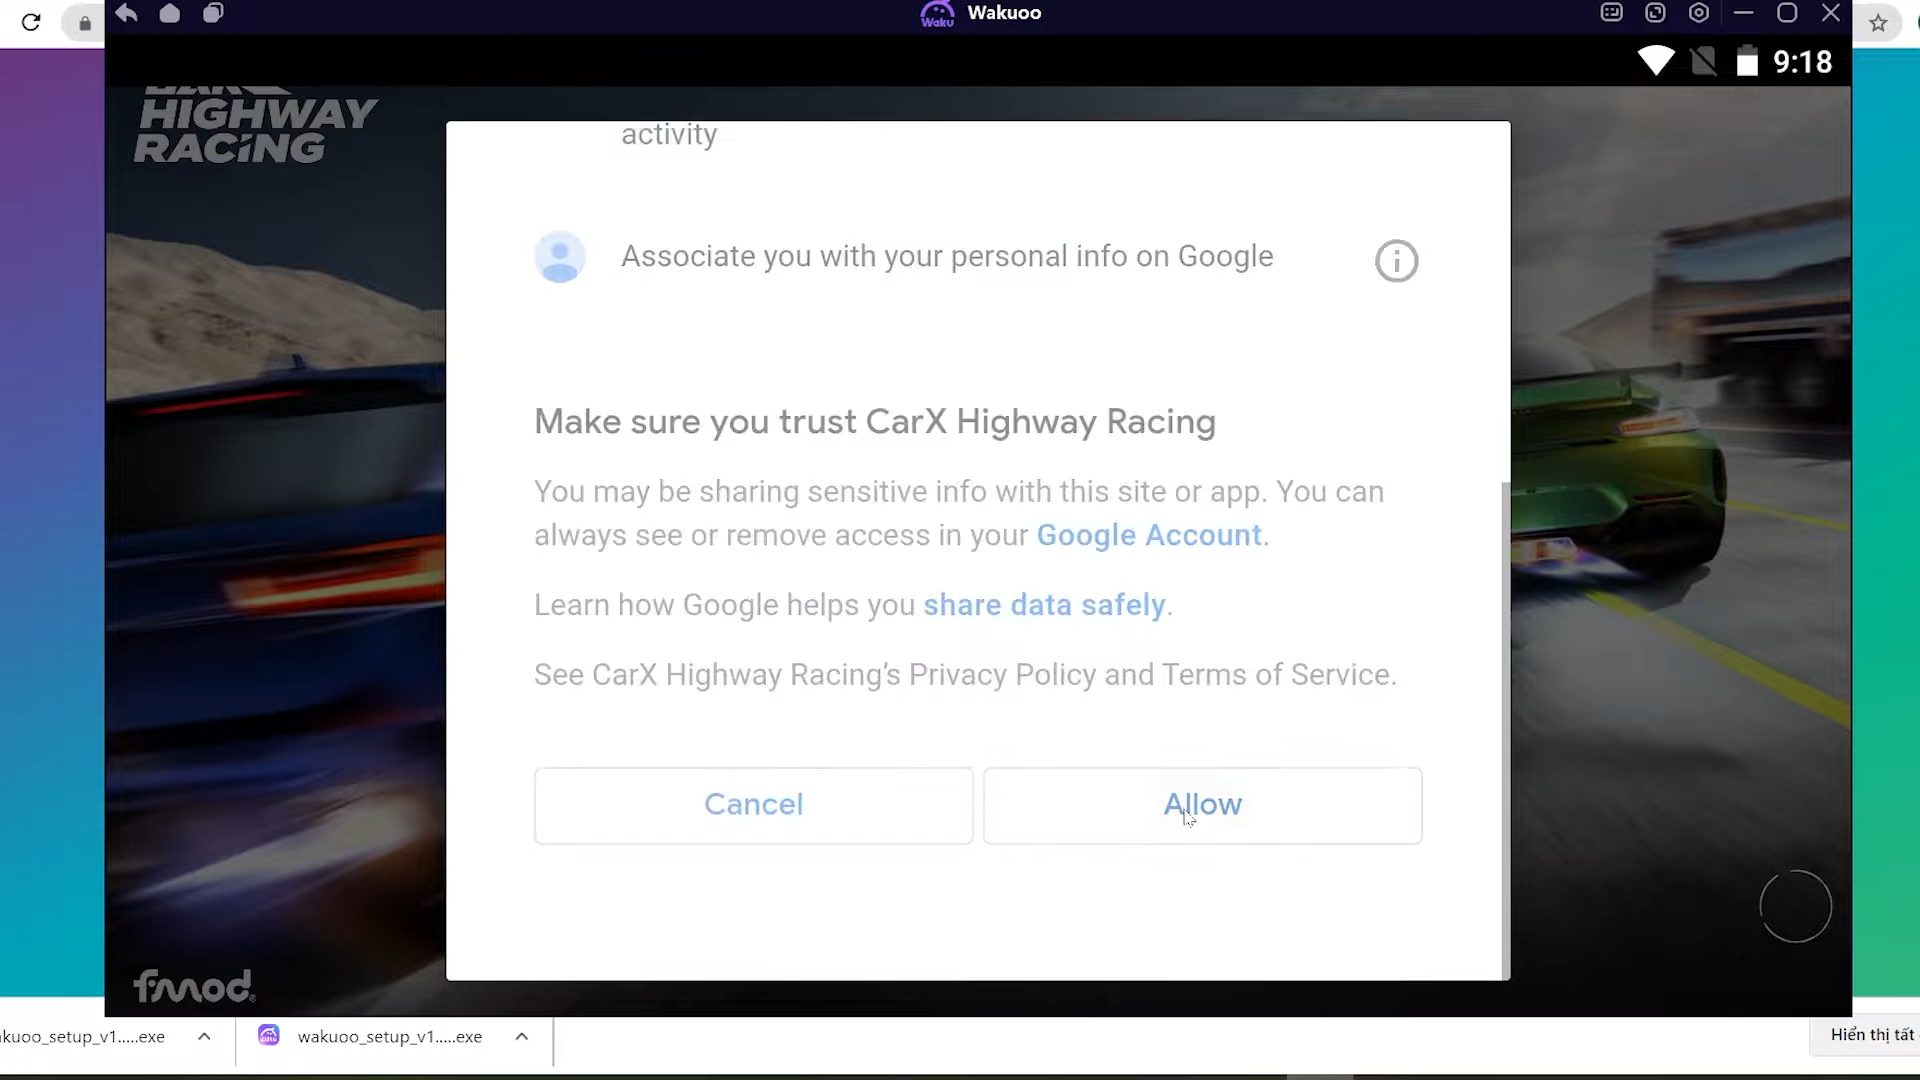 Waku
Wakuoo
9:18
HIGHWAY
RACING
activity
Associate you with your personal info on Google
Make sure you trust CarX Highway Racing
You may be sharing sensitive info with this site or app. You can
always see or remove access in your Google Account.
Learn how Google helps you share data safely.
See CarX Highway Racing's Privacy Policy and Terms of Service.
Cancel
Allow
fmod
kuoo_setup_v1.....exe
wakuoo_setup_v1.....exe
Hiển thị tất